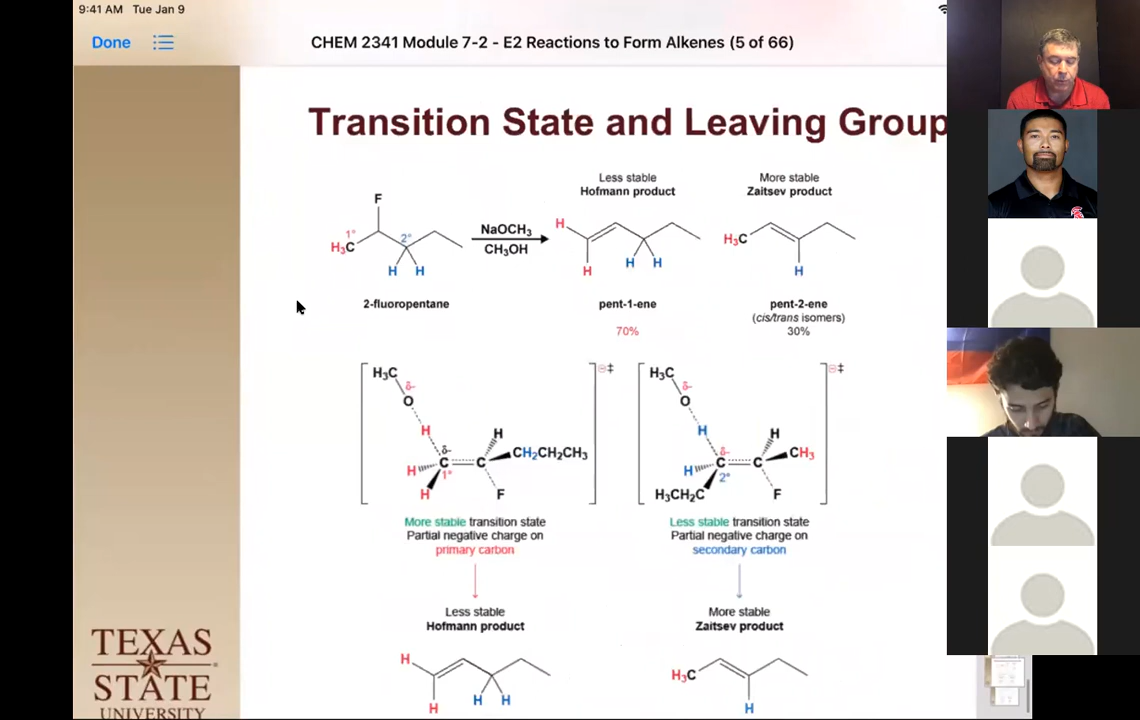 9:41 AM Tue Jan 9
Done
CHEM 2341 Module 7-2 - E2 Reactions to Form Alkenes (5 of 66)
Transition State and Leaving Group
Less stable
Hofmann product
More stable
Zaitsev product
F
1°
H₃C
2°
H H
NaOCH₃
CH₃OH
H
H
H H
H₃C
H
2-fluoropentane
pent-1-ene
pent-2-ene
(cis/trans isomers)
70%
30%
H₃C
δ-
O
H
δ-
H
H
C
C
1°
H
CH₂CH₂CH₃
F
⊖‡
H₃C
δ-
O
H
δ-
H
H
C
C
2°
CH₃
H₃CH₂C
F
⊖‡
More stable transition state
Partial negative charge on
primary carbon
Less stable transition state
Partial negative charge on
secondary carbon
Less stable
Hofmann product
More stable
Zaitsev product
H
H
H H
H₃C
H
TEXAS
STATE
UNIVERSITY